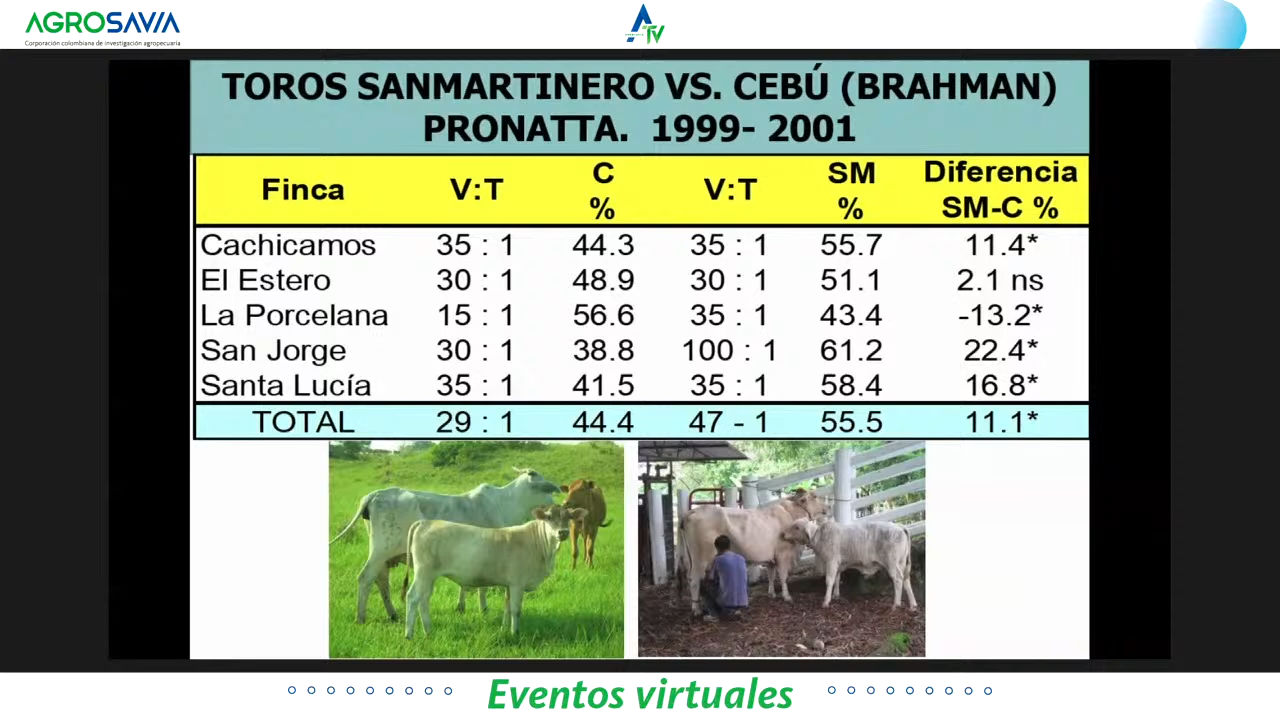 AGROSAVIA
Corporación colombiana de investigación agropecuaria
ATV
TOROS SANMARTINERO VS. CEBÚ (BRAHMAN)
PRONATTA. 1999- 2001
Finca V:T C % V:T SM % Diferencia SM-C %
Cachicamos 35 : 1 44.3 35 : 1 55.7 11.4*
El Estero 30 : 1 48.9 30 : 1 51.1 2.1 ns
La Porcelana 15 : 1 56.6 35 : 1 43.4 -13.2*
San Jorge 30 : 1 38.8 100 : 1 61.2 22.4*
Santa Lucía 35 : 1 41.5 35 : 1 58.4 16.8*
TOTAL 29 : 1 44.4 47 - 1 55.5 11.1*
Eventos virtuales